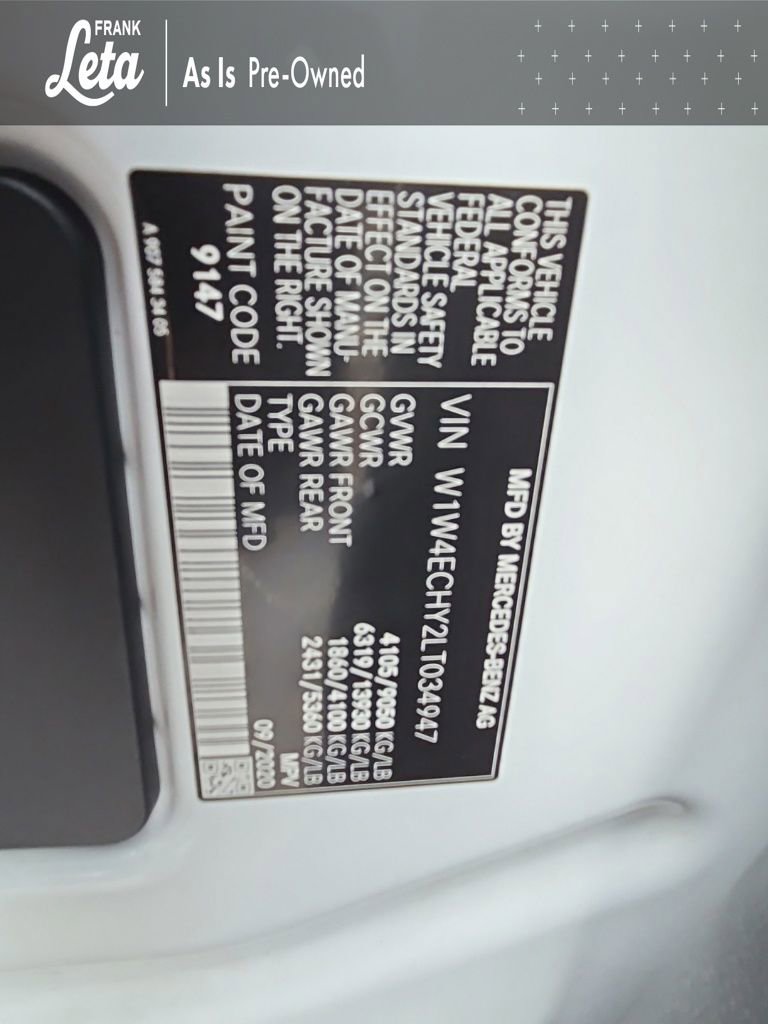 FRANK
Leta
As Is Pre-Owned
THIS VEHICLE
CONFORMS TO
ALL APPLICABLE
FEDERAL
VEHICLE SAFETY
STANDARDS IN
EFFECT ON THE
DATE OF MANU-
FACTURE SHOWN
ON THE RIGHT.
PAINT CODE
9147
MFD BY MERCEDES-BENZ AG
VIN W1W4ECHY2LT034947
GVWR 4105/9050 KG/LB
GCWR 6319/13930 KG/LB
GAWR FRONT 1860/4100 KG/LB
GAWR REAR 2431/5360 KG/LB
TYPE MPV
DATE OF MFD 09/2020